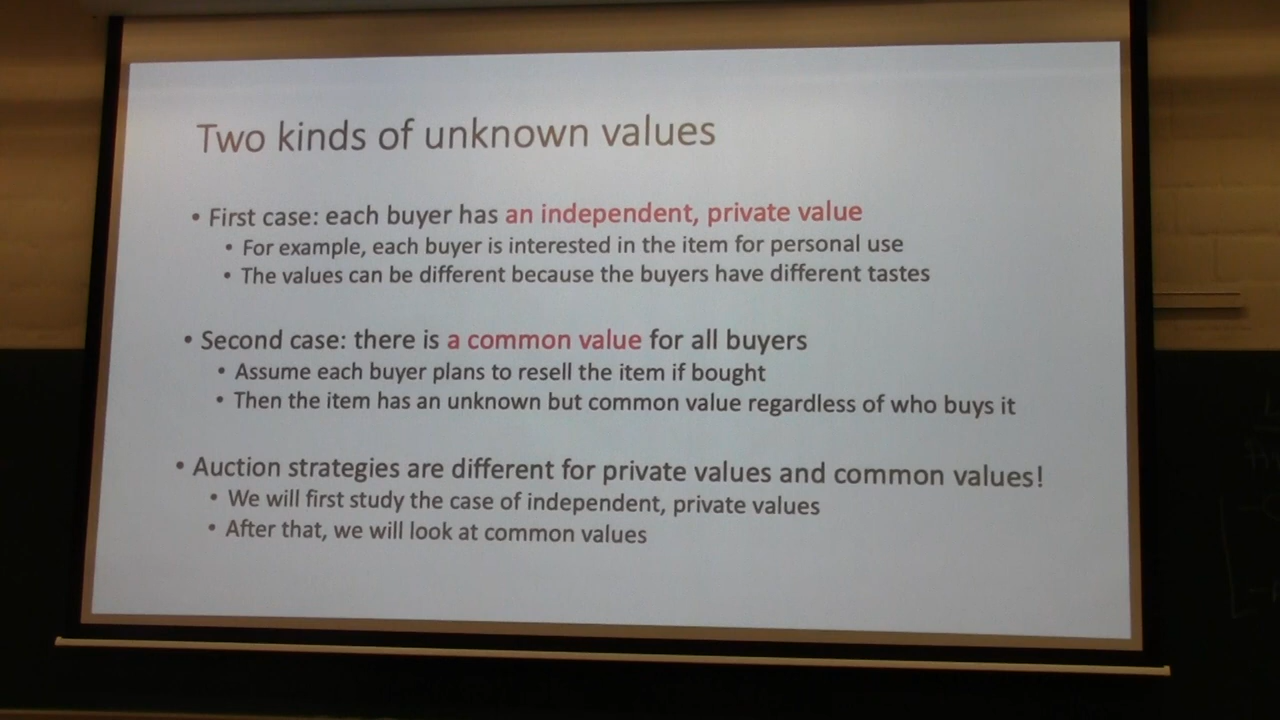 Two kinds of unknown values
• First case: each buyer has an independent, private value
• For example, each buyer is interested in the item for personal use
• The values can be different because the buyers have different tastes
• Second case: there is a common value for all buyers
• Assume each buyer plans to resell the item if bought
• Then the item has an unknown but common value regardless of who buys it
• Auction strategies are different for private values and common values!
• We will first study the case of independent, private values
• After that, we will look at common values